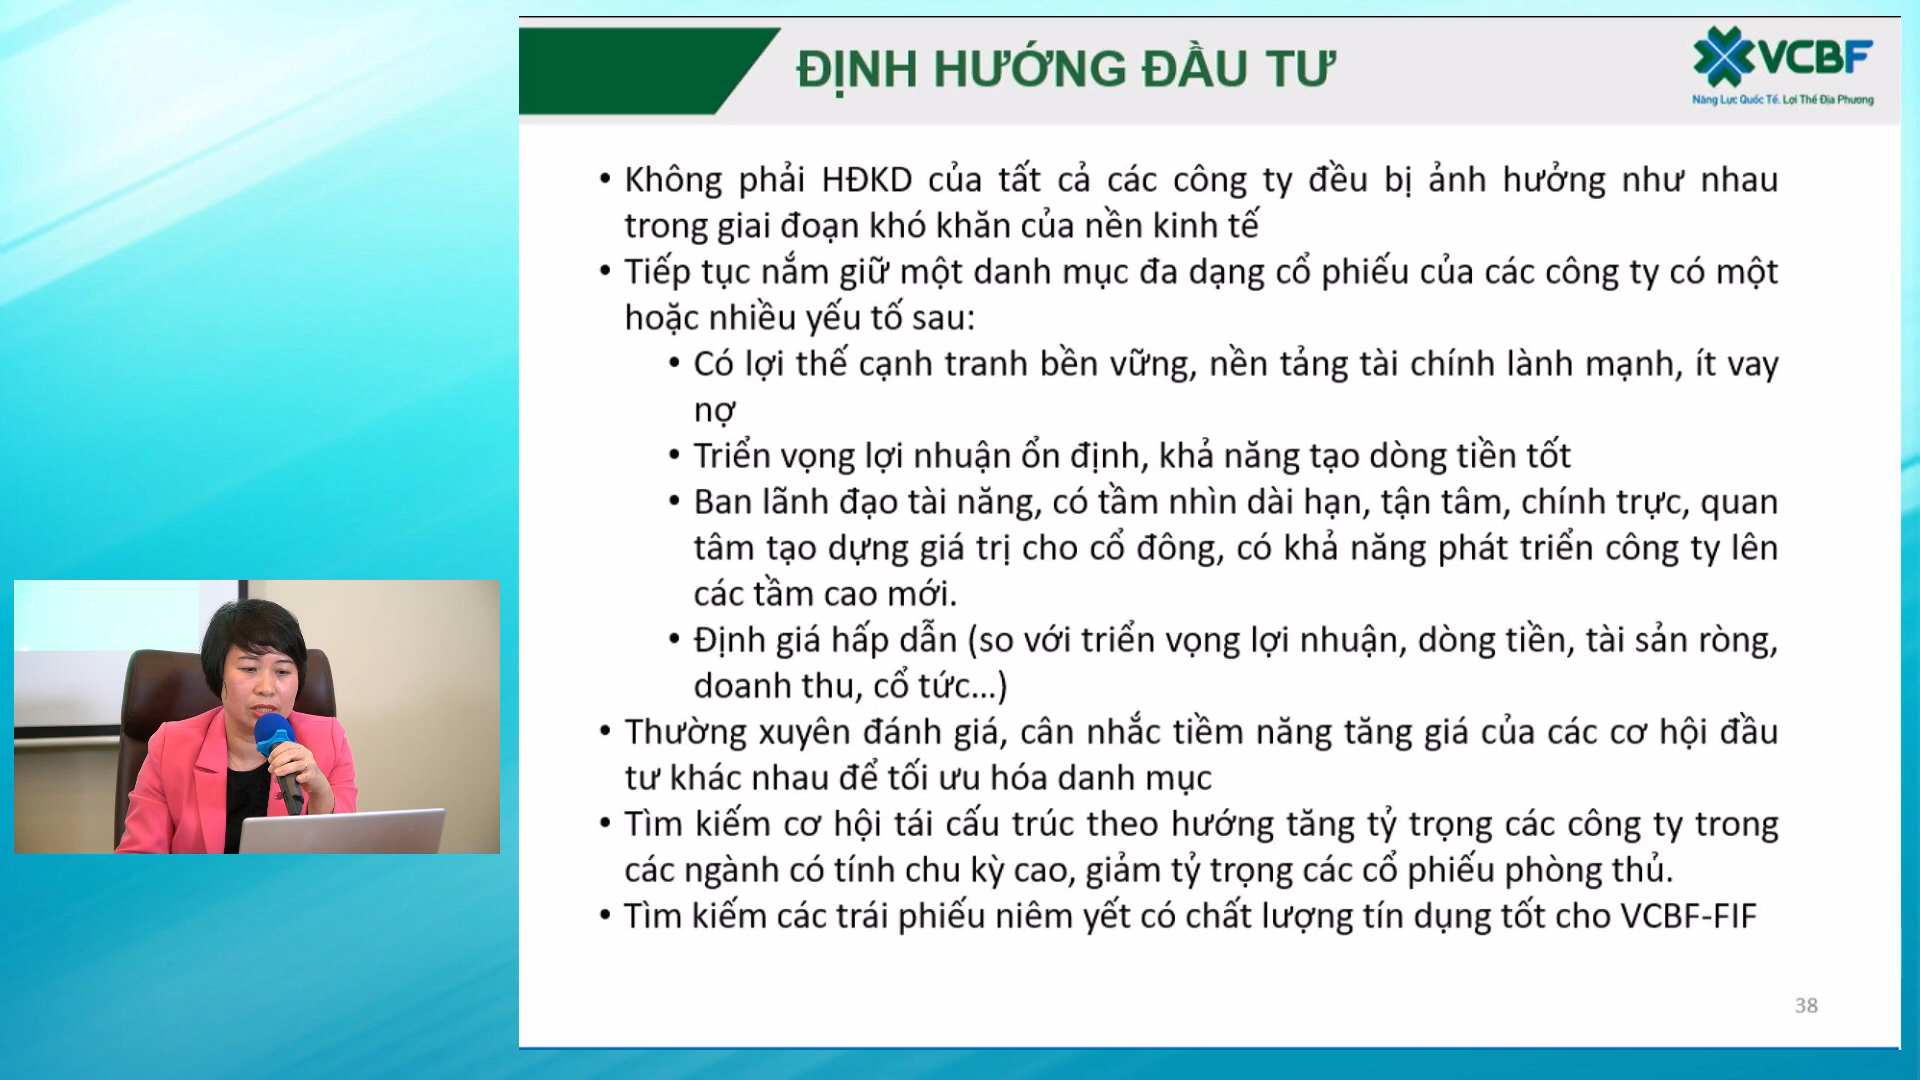 ĐỊNH HƯỚNG ĐẦU TƯ
VCBF
Năng Lực Quốc Tế. Lợi Thế Địa Phương
• Không phải HĐKD của tất cả các công ty đều bị ảnh hưởng như nhau
trong giai đoạn khó khăn của nền kinh tế
• Tiếp tục nắm giữ một danh mục đa dạng cổ phiếu của các công ty có một
hoặc nhiều yếu tố sau:
• Có lợi thế cạnh tranh bền vững, nền tảng tài chính lành mạnh, ít vay
nợ
• Triển vọng lợi nhuận ổn định, khả năng tạo dòng tiền tốt
• Ban lãnh đạo tài năng, có tầm nhìn dài hạn, tận tâm, chính trực, quan
tâm tạo dựng giá trị cho cổ đông, có khả năng phát triển công ty lên
các tầm cao mới.
• Định giá hấp dẫn (so với triển vọng lợi nhuận, dòng tiền, tài sản ròng,
doanh thu, cổ tức...)
• Thường xuyên đánh giá, cân nhắc tiềm năng tăng giá của các cơ hội đầu
tư khác nhau để tối ưu hóa danh mục
• Tìm kiếm cơ hội tái cấu trúc theo hướng tăng tỷ trọng các công ty trong
các ngành có tính chu kỳ cao, giảm tỷ trọng các cổ phiếu phòng thủ.
• Tìm kiếm các trái phiếu niêm yết có chất lượng tín dụng tốt cho VCBF-FIF
38